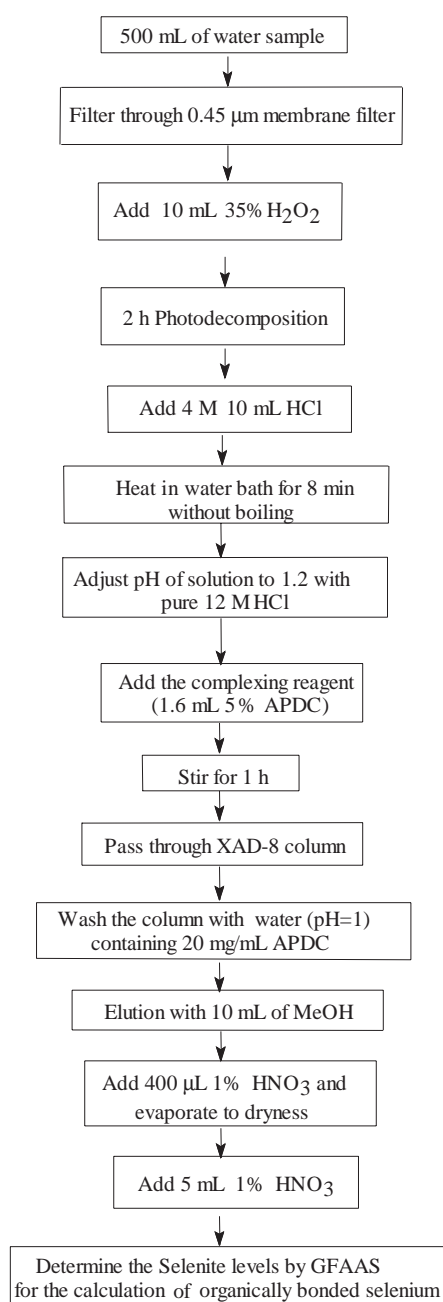 500 mL of water sample
Filter through 0.45 μm membrane filter
Add 10 mL 35% H₂O₂
2 h Photodecomposition
Add 4 M 10 mL HCl
Heat in water bath for 8 min
without boiling
Adjust pH of solution to 1.2 with
pure 12 M HCl
Add the complexing reagent
(1.6 mL 5% APDC)
Stir for 1 h
Pass through XAD-8 column
Wash the column with water (pH=1)
containing 20 mg/mL APDC
Elution with 10 mL of MeOH
Add 400 μL 1% HNO₃ and
evaporate to dryness
Add 5 mL 1% HNO₃
Determine the Selenite levels by GFAAS
for the calculation of organically bonded selenium